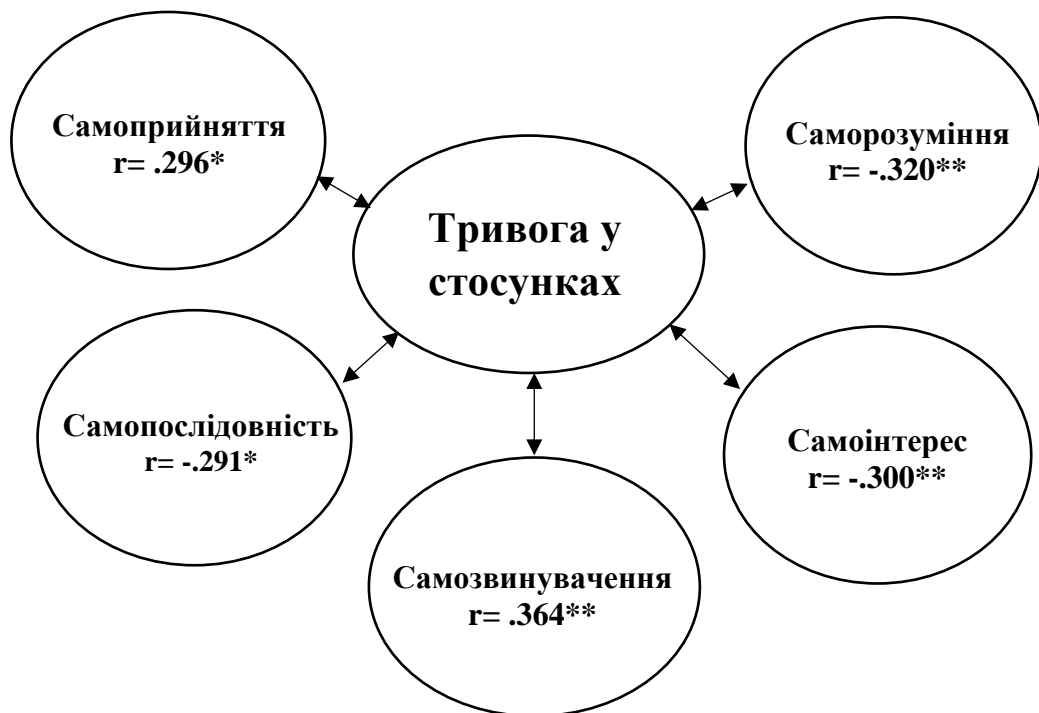 Самоприйняття
r= .296*
Саморозуміння
r= -.320**
Тривога у
стосунках
Самопослідовність
r= -.291*
Самоінтерес
r= -.300**
Самозвинувачення
r= .364**